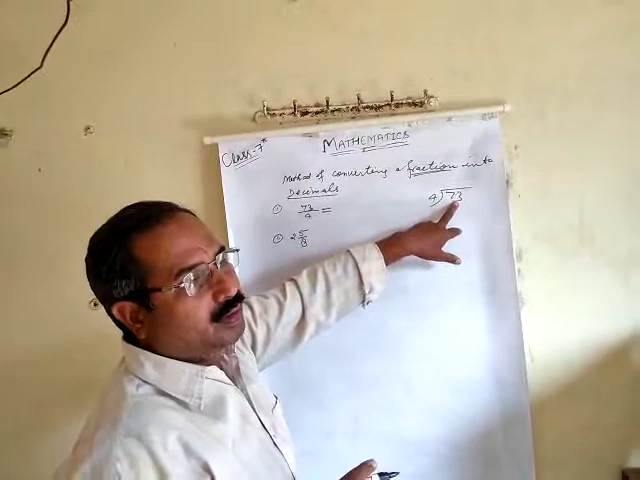 Class-7
MATHEMATICS
Method of converting a fraction into
Decimals
① 73/4 =
4)73
② 2 5/8